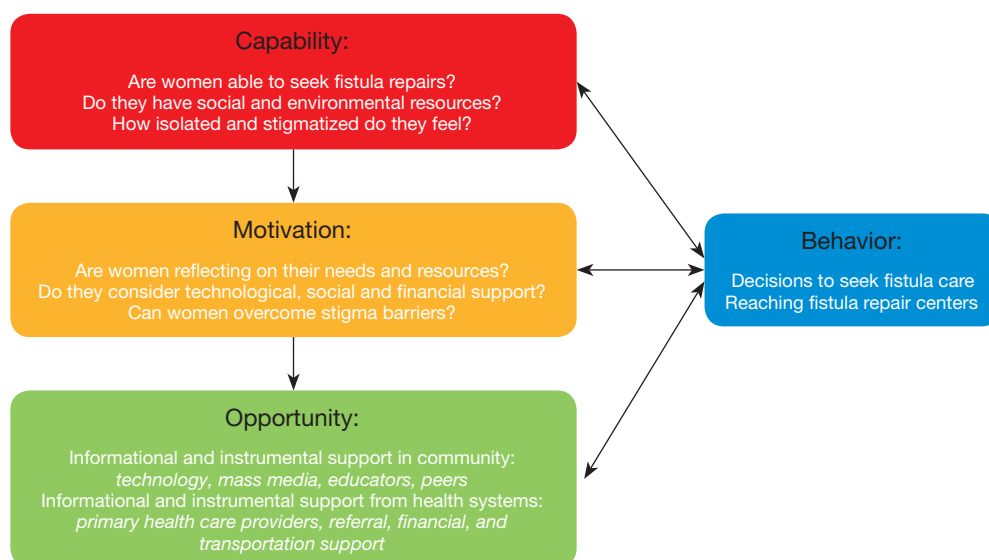 Capability:
Are women able to seek fistula repairs?
Do they have social and environmental resources?
How isolated and stigmatized do they feel?
Motivation:
Are women reflecting on their needs and resources?
Do they consider technological, social and financial support?
Can women overcome stigma barriers?
Behavior:
Decisions to seek fistula care
Reaching fistula repair centers
Opportunity:
Informational and instrumental support in community:
technology, mass media, educators, peers
Informational and instrumental support from health systems:
primary health care providers, referral, financial, and
transportation support